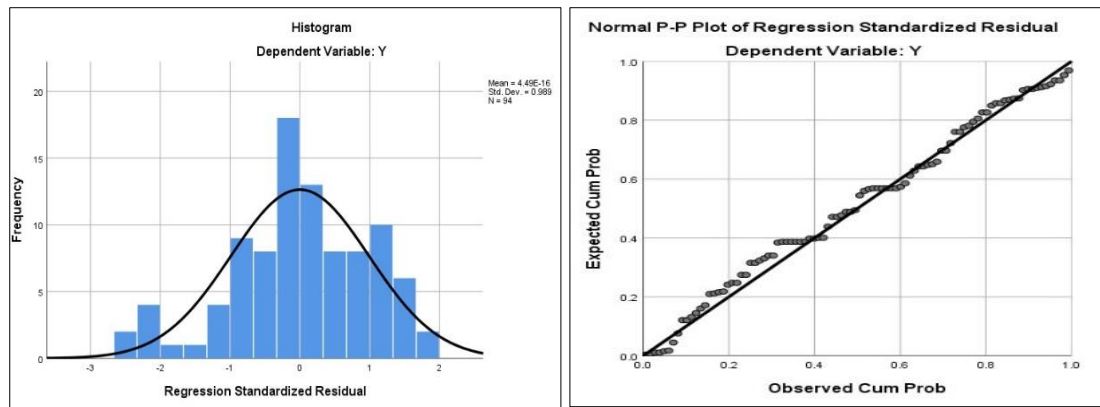 Histogram
Dependent Variable: Y
Mean = 4.49E-16
Std. Dev. = 0.989
N = 94
20
15
10
5
0
Frequency
-3
-2
-1
0
1
2
Regression Standardized Residual
Normal P-P Plot of Regression Standardized Residual
Dependent Variable: Y
1.0
0.8
0.6
0.4
0.2
0.0
Expected Cum Prob
0.0
0.2
0.4
0.6
0.8
1.0
Observed Cum Prob